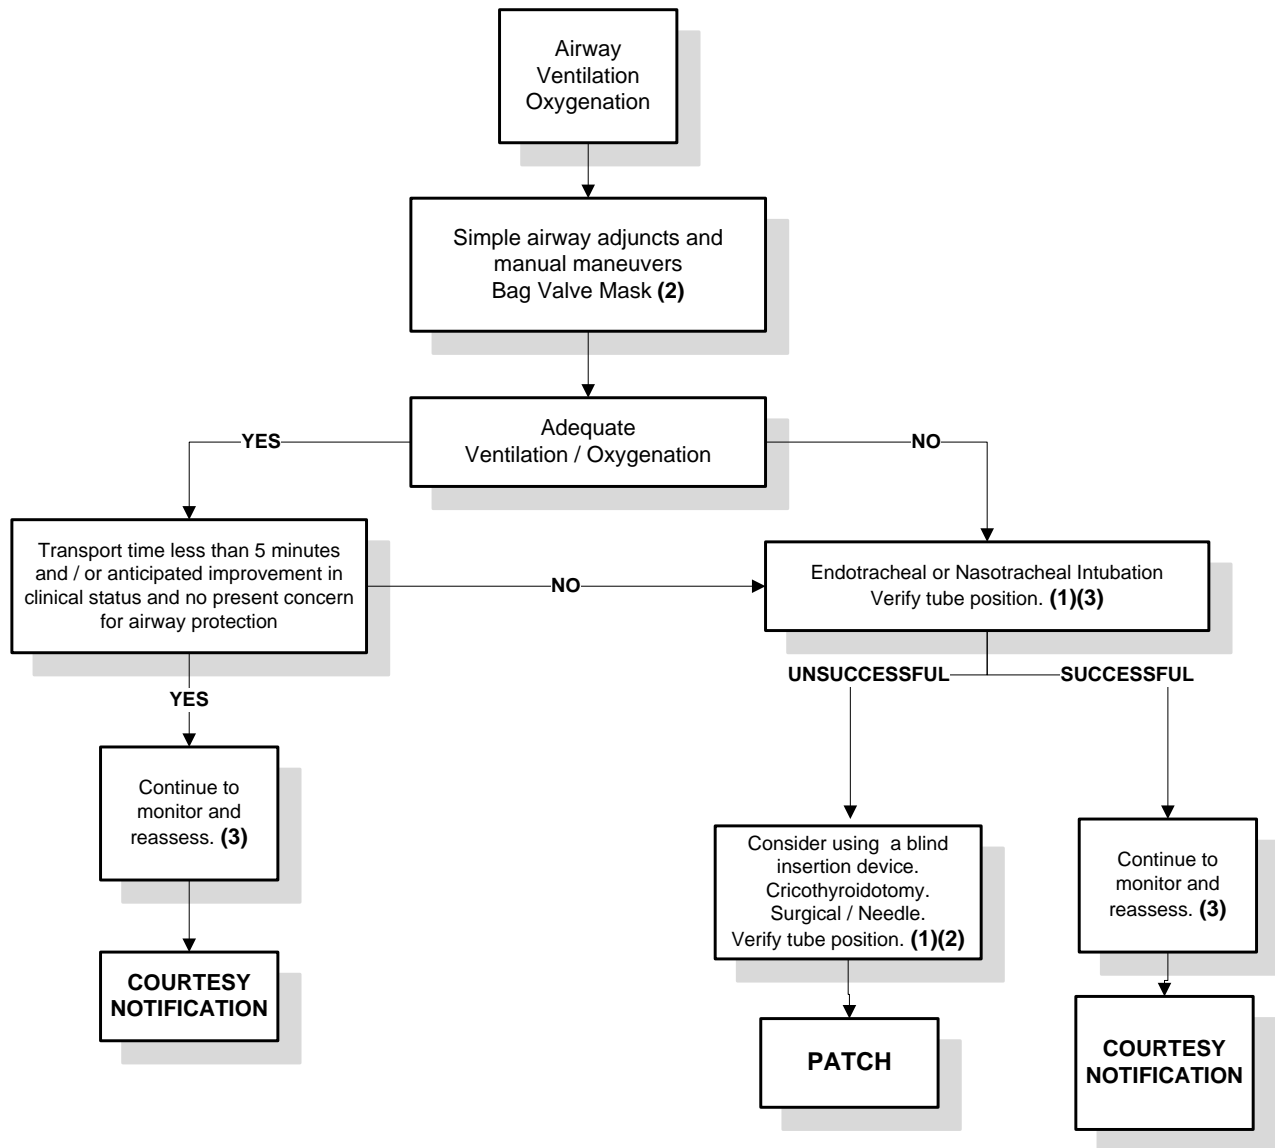 Airway
Ventilation
Oxygenation
Simple airway adjuncts and
manual maneuvers
Bag Valve Mask (2)
Adequate
Ventilation / Oxygenation
YES
NO
Transport time less than 5 minutes
and / or anticipated improvement in
clinical status and no present concern
for airway protection
NO
Endotracheal or Nasotracheal Intubation
Verify tube position. (1)(3)
UNSUCCESSFUL
SUCCESSFUL
YES
Continue to
monitor and
reassess. (3)
COURTESY
NOTIFICATION
Consider using a blind
insertion device.
Cricothyroidotomy.
Surgical / Needle.
Verify tube position. (1)(2)
PATCH
Continue to
monitor and
reassess. (3)
COURTESY
NOTIFICATION